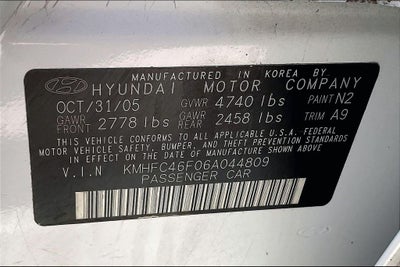 MANUFACTURED IN KOREA BY
HYUNDAI MOTOR COMPANY
OCT/31/05 GVWR 4740 lbs PAINT N2
GAWR FRONT 2778 lbs GAWR REAR 2458 lbs TRIM A9
THIS VEHICLE CONFORMS TO ALL APPLICABLE U.S.A. FEDERAL
MOTOR VEHICLE SAFETY, BUMPER, AND THEFT PREVENTION STANDARDS
IN EFFECT ON THE DATE OF MANUFACTURE SHOWN ABOVE.
V.I.N KMHFC46F06A044809
PASSENGER CAR